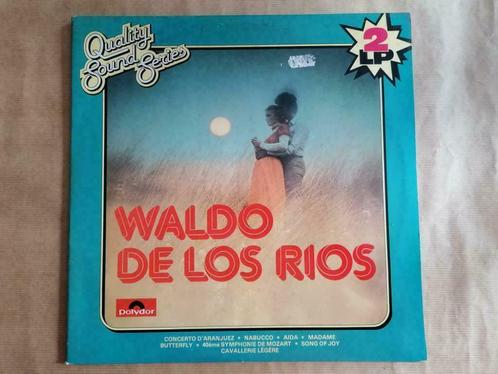 Quality
Sound Series
2
LP
WALDO
DE LOS RIOS
Polydor
CONCERTO D'ARANJUEZ • NABUCCO • AIDA • MADAME
BUTTERFLY • 40ème SYMPHONIE DE MOZART • SONG OF JOY
CAVALLERIE LÉGÈRE